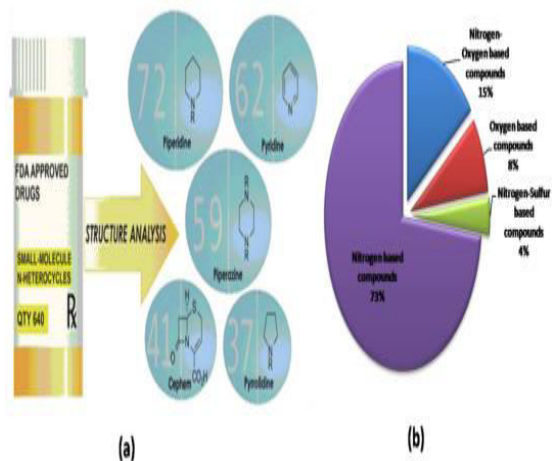 FDA APPROVED
DRUGS
SMALL-MOLECULE
N-HETEROCYCLES
QTY 640
℞
STRUCTURE ANALYSIS
72
Piperidine
62
Pyridine
N
59
Piperazine
41
H
S
O
N
CO₂H
Cephem
37
Pyrrolidine
(a)
Nitrogen-
Oxygen based
compounds
15%
Oxygen based
compounds
8%
Nitrogen-Sulfur
based
compounds
4%
Nitrogen based
compounds
73%
(b)